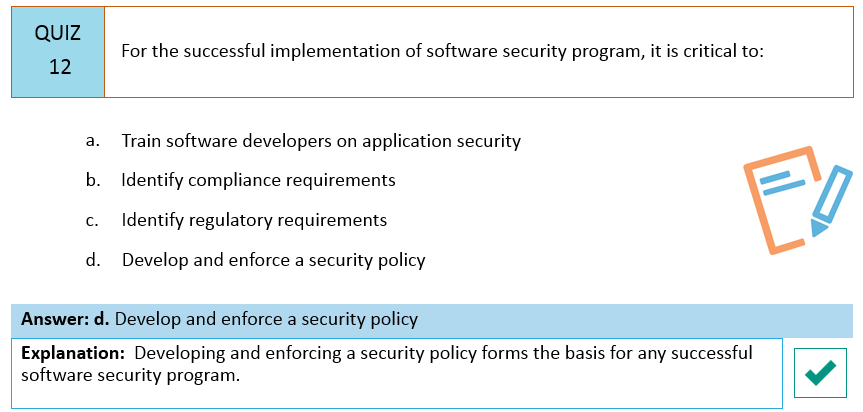 QUIZ
12
For the successful implementation of software security program, it is critical to:
a. Train software developers on application security
b. Identify compliance requirements
c. Identify regulatory requirements
d. Develop and enforce a security policy
Answer: d. Develop and enforce a security policy
Explanation: Developing and enforcing a security policy forms the basis for any successful
software security program.